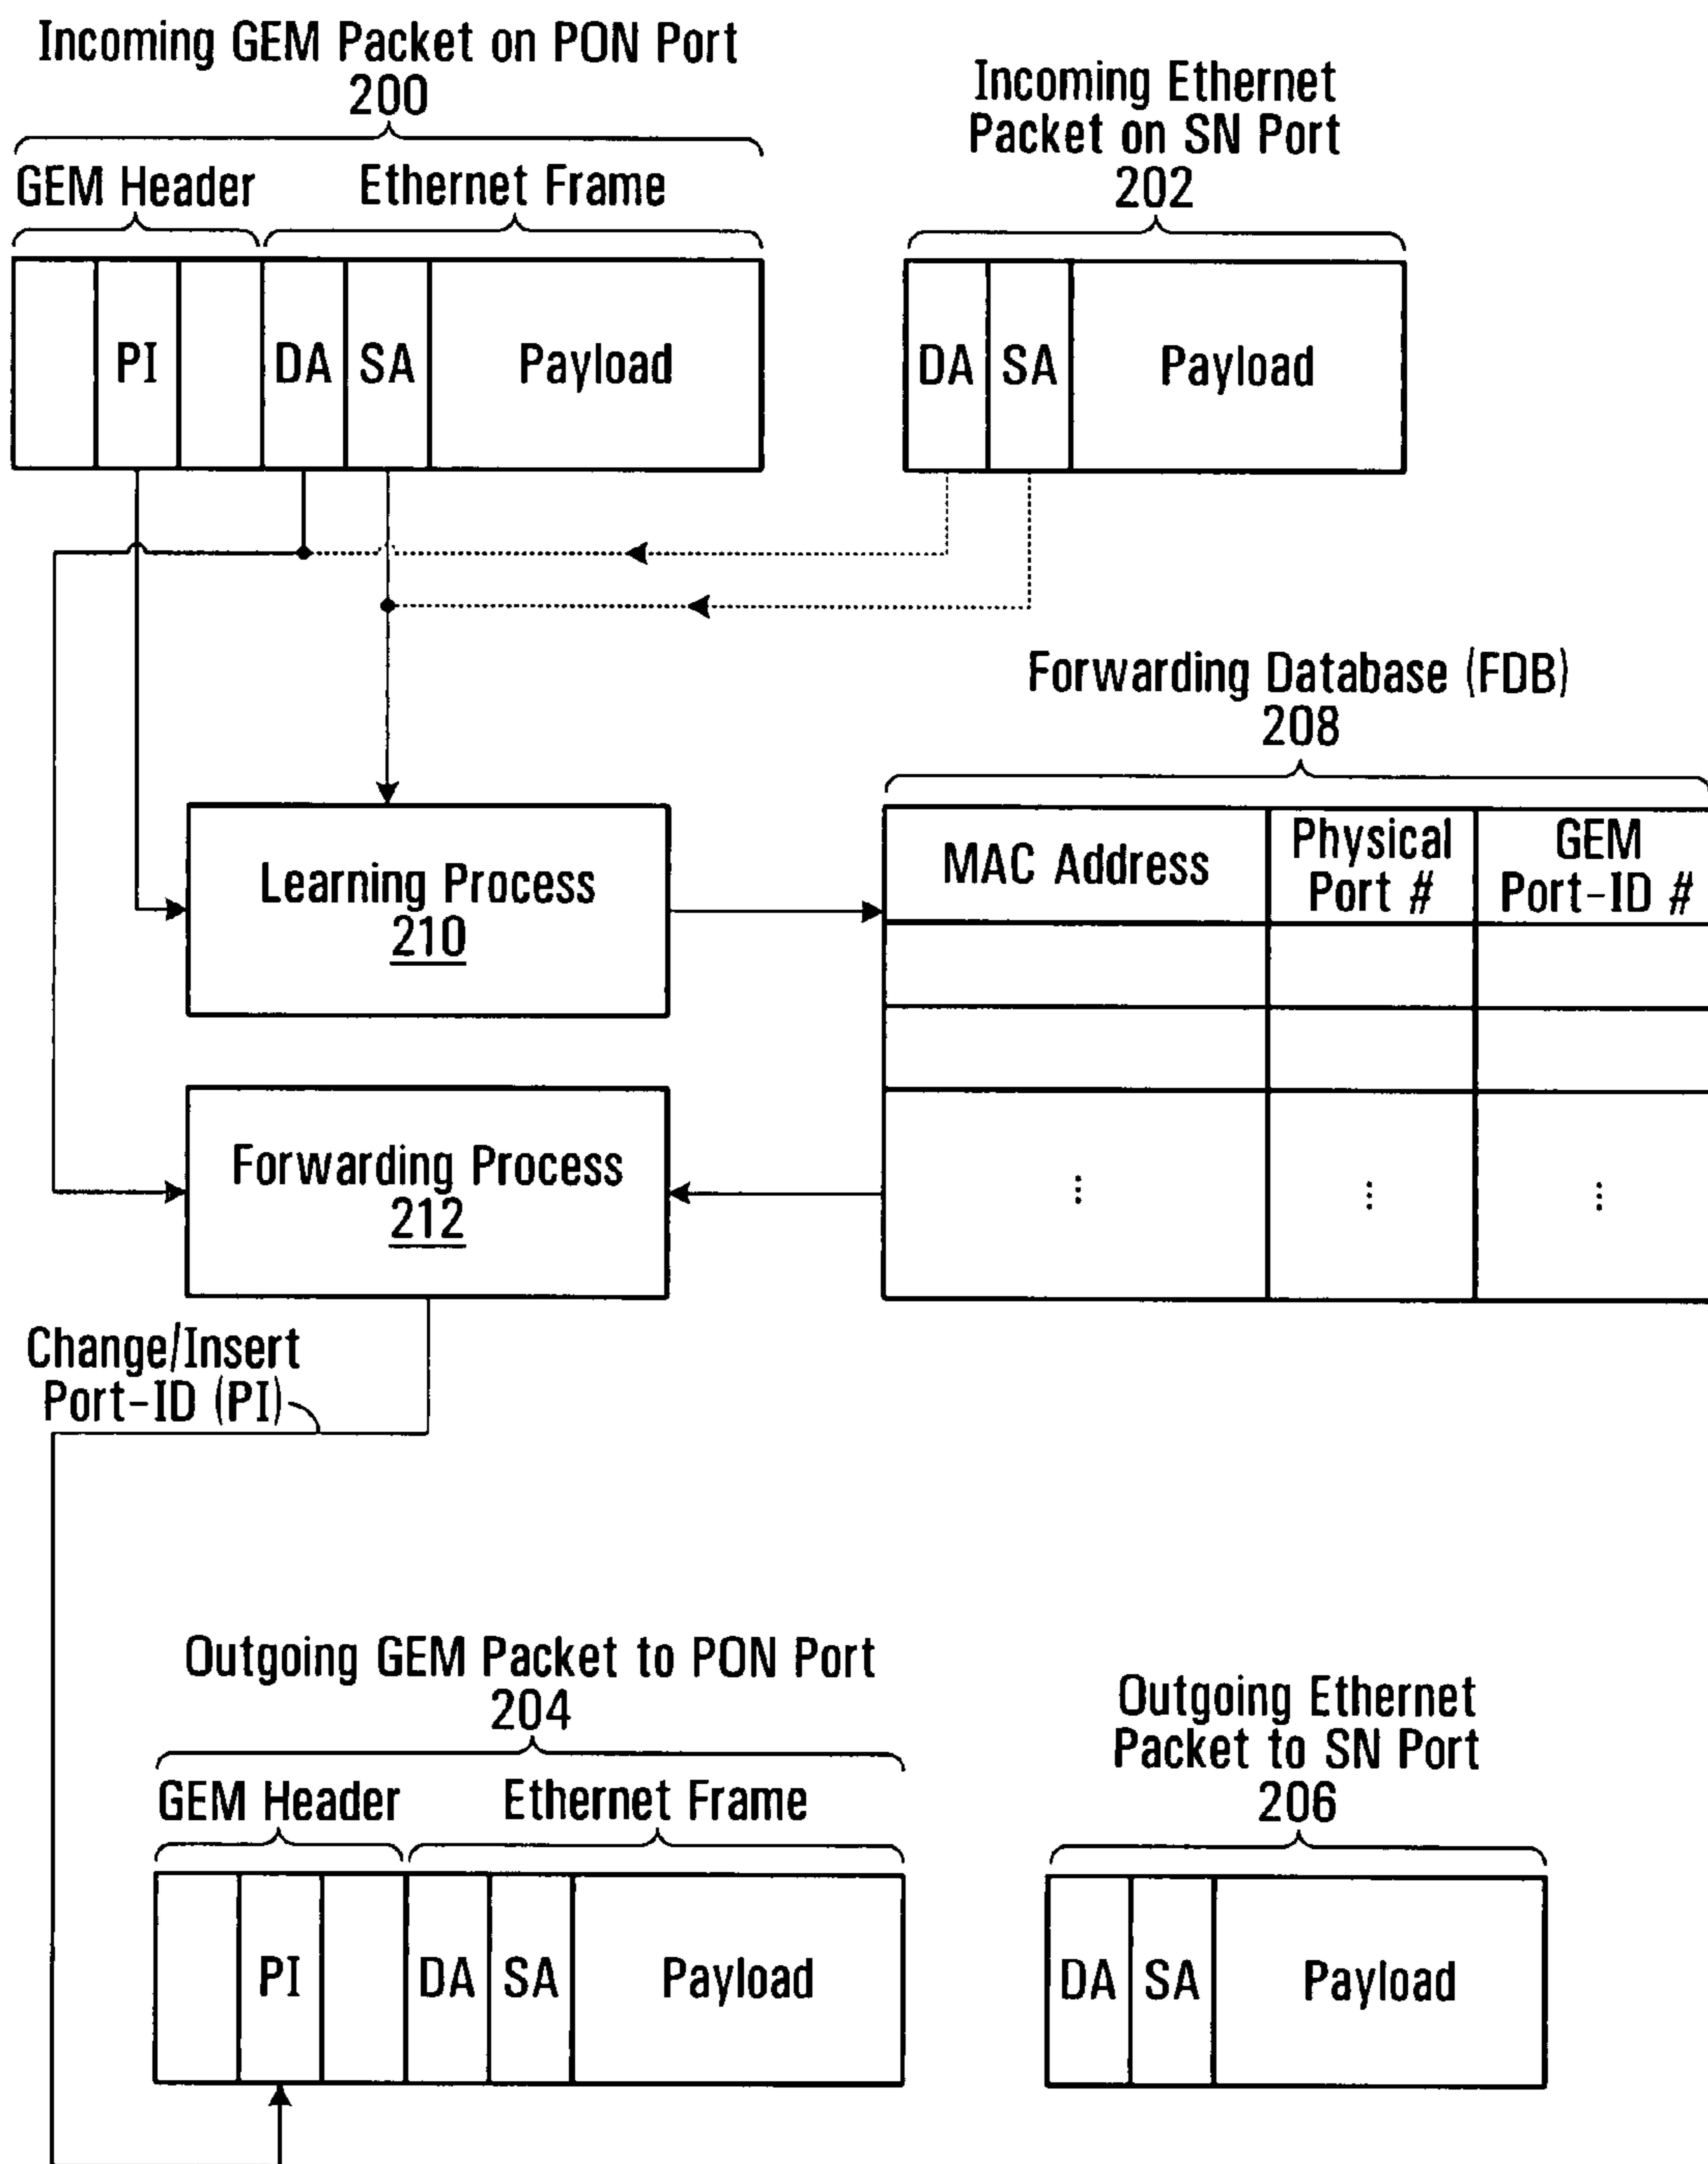 Incoming GEM Packet on PON Port
200
GEM Header
Ethernet Frame
PI
DA
SA
Payload
Incoming Ethernet
Packet on SN Port
202
DA
SA
Payload
Forwarding Database (FDB)
208
MAC Address
Physical
Port #
GEM
Port-ID #
Learning Process
210
Forwarding Process
212
Change/Insert
Port-ID (PI)
Outgoing GEM Packet to PON Port
204
GEM Header
Ethernet Frame
PI
DA
SA
Payload
Outgoing Ethernet
Packet to SN Port
206
DA
SA
Payload